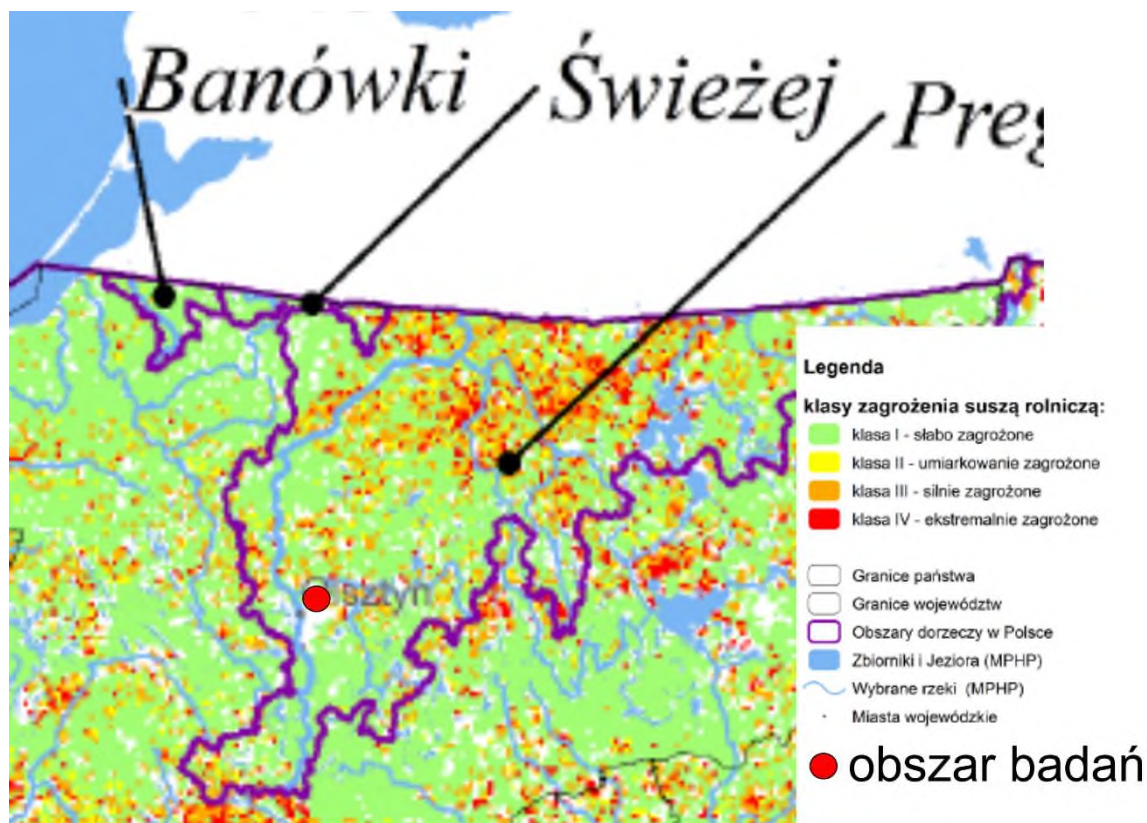 Banówki
Świeżej
Preg
Olsztyn
Legenda
klasy zagrożenia suszą rolniczą:
klasa I - słabo zagrożone
klasa II - umiarkowanie zagrożone
klasa III - silnie zagrożone
klasa IV - ekstremalnie zagrożone
Granice państwa
Granice województw
Obszary dorzeczy w Polsce
Zbiorniki i Jeziora (MPHP)
Wybrane rzeki (MPHP)
Miasta wojewódzkie
obszar badań